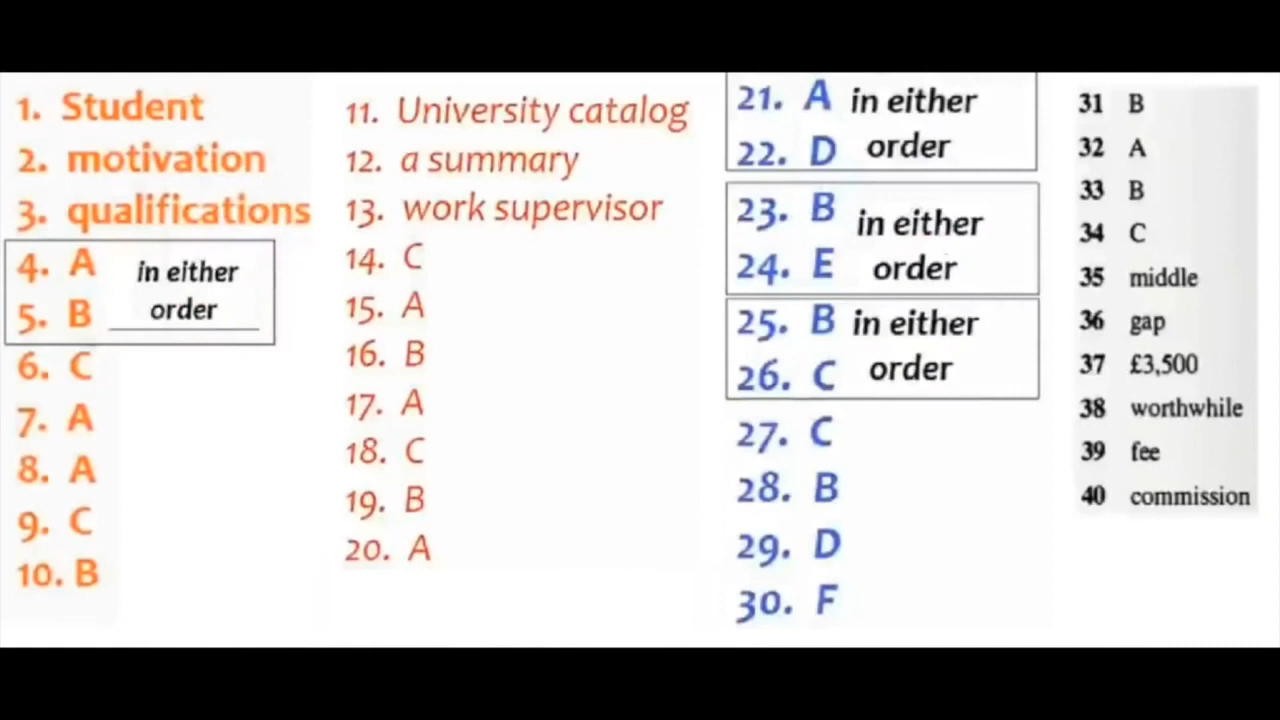 1. Student
2. motivation
3. qualifications
4. A
5. B
in either
order
6. C
7. A
8. A
9. C
10. B
11. University catalog
12. a summary
13. work supervisor
14. C
15. A
16. B
17. A
18. C
19. B
20. A
21. A
22. D
in either
order
23. B
24. E
in either
order
25. B
26. C
in either
order
27. C
28. B
29. D
30. F
31 B
32 A
33 B
34 C
35 middle
36 gap
37 £3,500
38 worthwhile
39 fee
40 commission